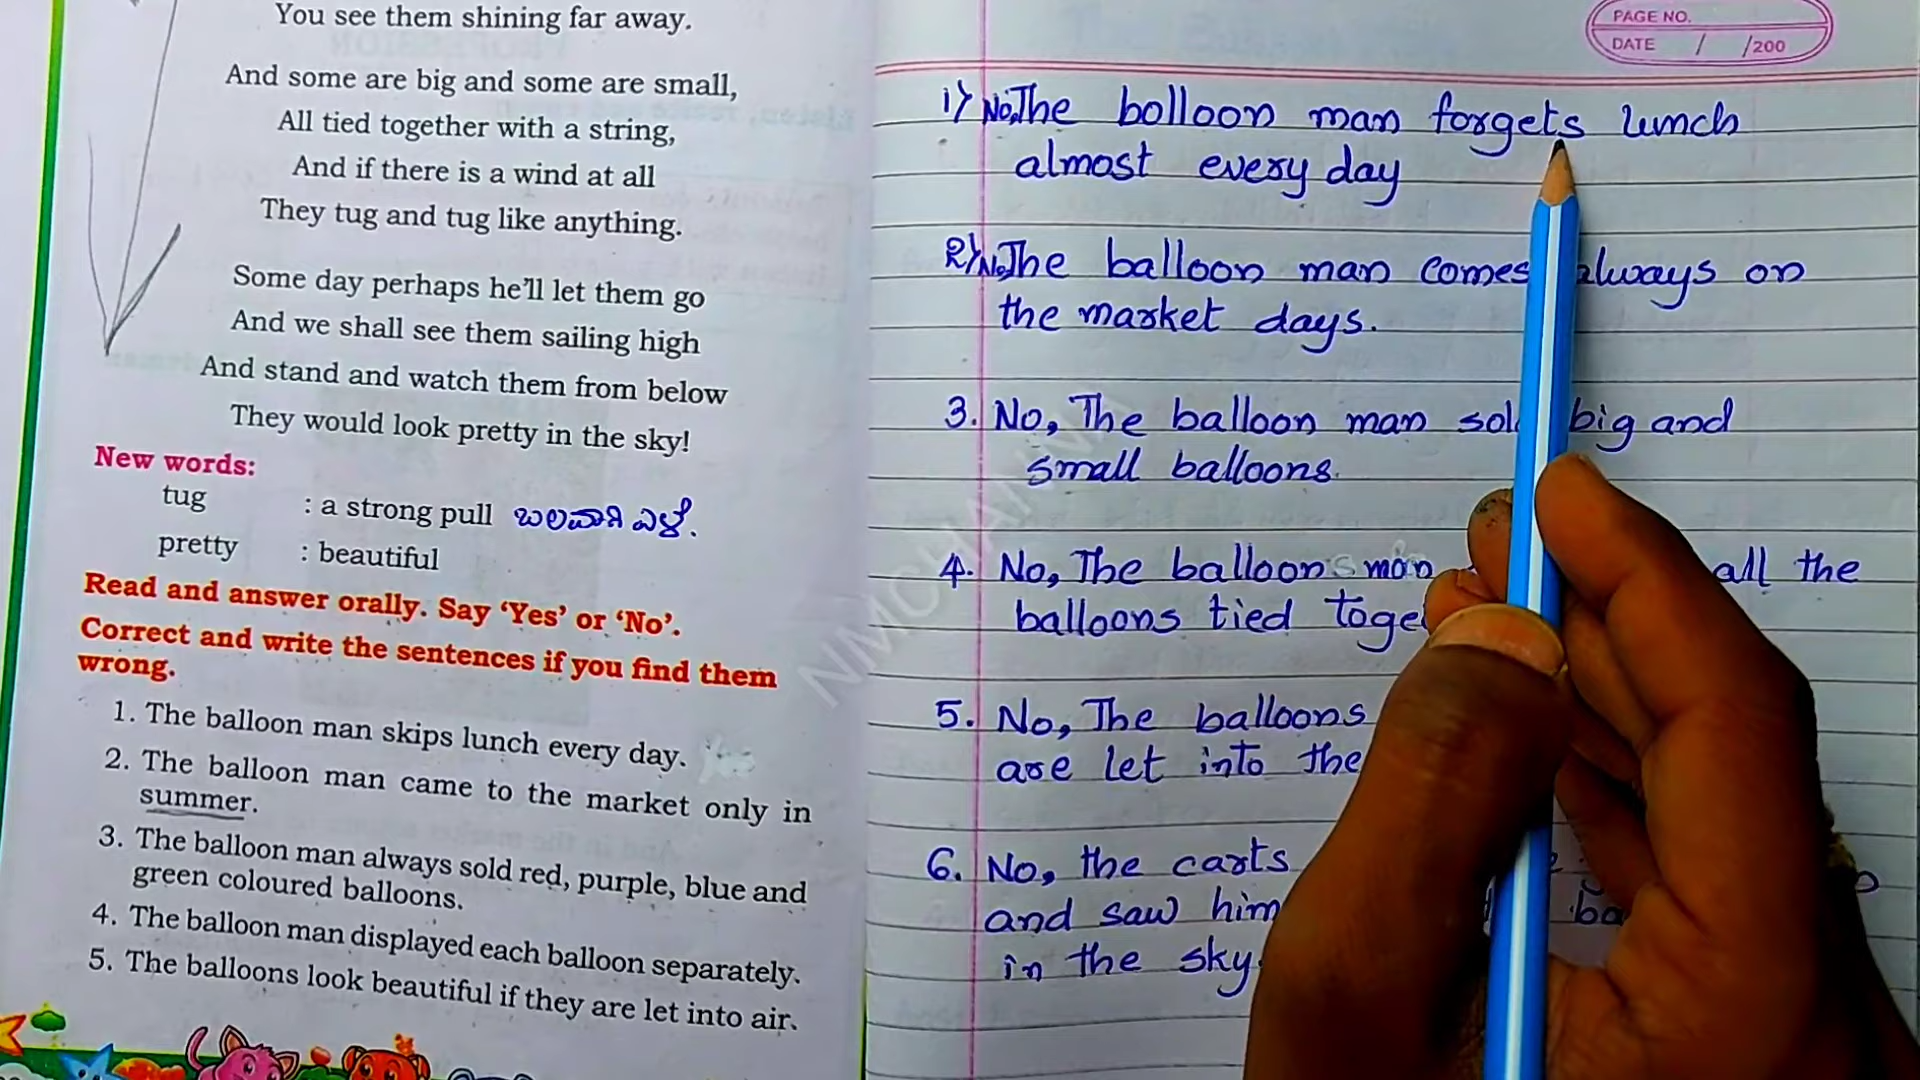 You see them shining far away.
And some are big and some are small,
All tied together with a string,
And if there is a wind at all
They tug and tug like anything.
Some day perhaps he'll let them go
And we shall see them sailing high
And stand and watch them from below
They would look pretty in the sky!
New words:
tug : a strong pull ಬಲವಾಗಿ ಎಳೆ.
pretty : beautiful
Read and answer orally. Say 'Yes' or 'No'.
Correct and write the sentences if you find them
wrong.
1. The balloon man skips lunch every day.
2. The balloon man came to the market only in
summer.
3. The balloon man always sold red, purple, blue and
green coloured balloons.
4. The balloon man displayed each balloon separately.
5. The balloons look beautiful if they are let into air.
PAGE NO.
DATE / /200
1) No, The bolloon man forgets lunch
almost every day
2) No, The balloon man comes always on
the market days.
3. No, The balloon man sol big and
small balloons.
4. No, The balloons man all the
balloons tied toge
5. No, The balloons
are let into the
6. No, the carts
and saw him
in the sky.
NMCHAWWI